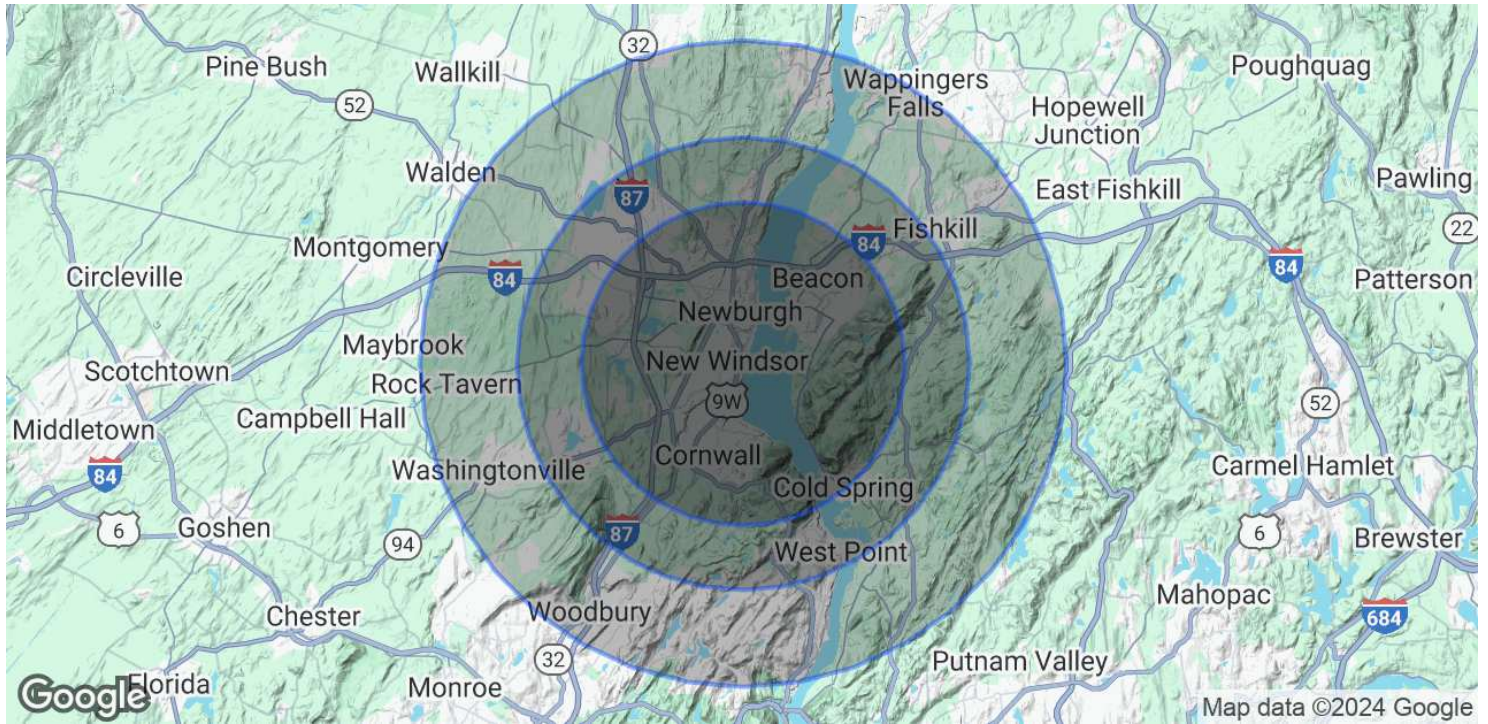 32
Pine Bush
Wallkill
Wappingers
Falls
Poughquag
52
Hopewell
Junction
Walden
87
East Fishkill
Pawling
Montgomery
84
Fishkill
22
Circleville
84
Beacon
84
Patterson
Newburgh
Maybrook
New Windsor
Scotchtown
Rock Tavern
9W
52
Campbell Hall
Middletown
Cornwall
84
Washingtonville
Carmel Hamlet
Cold Spring
6
Goshen
87
6
94
West Point
Brewster
Mahopac
Chester
Woodbury
684
32
Putnam Valley
Florida
Monroe
Google
Map data ©2024 Google